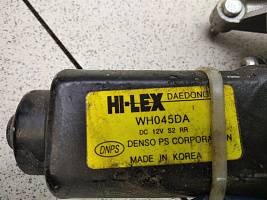 HI-LEX DAEDONG
WH045DA
DC 12V S2 RR
DNPS DENSO PS CORPORATION
MADE IN KOREA